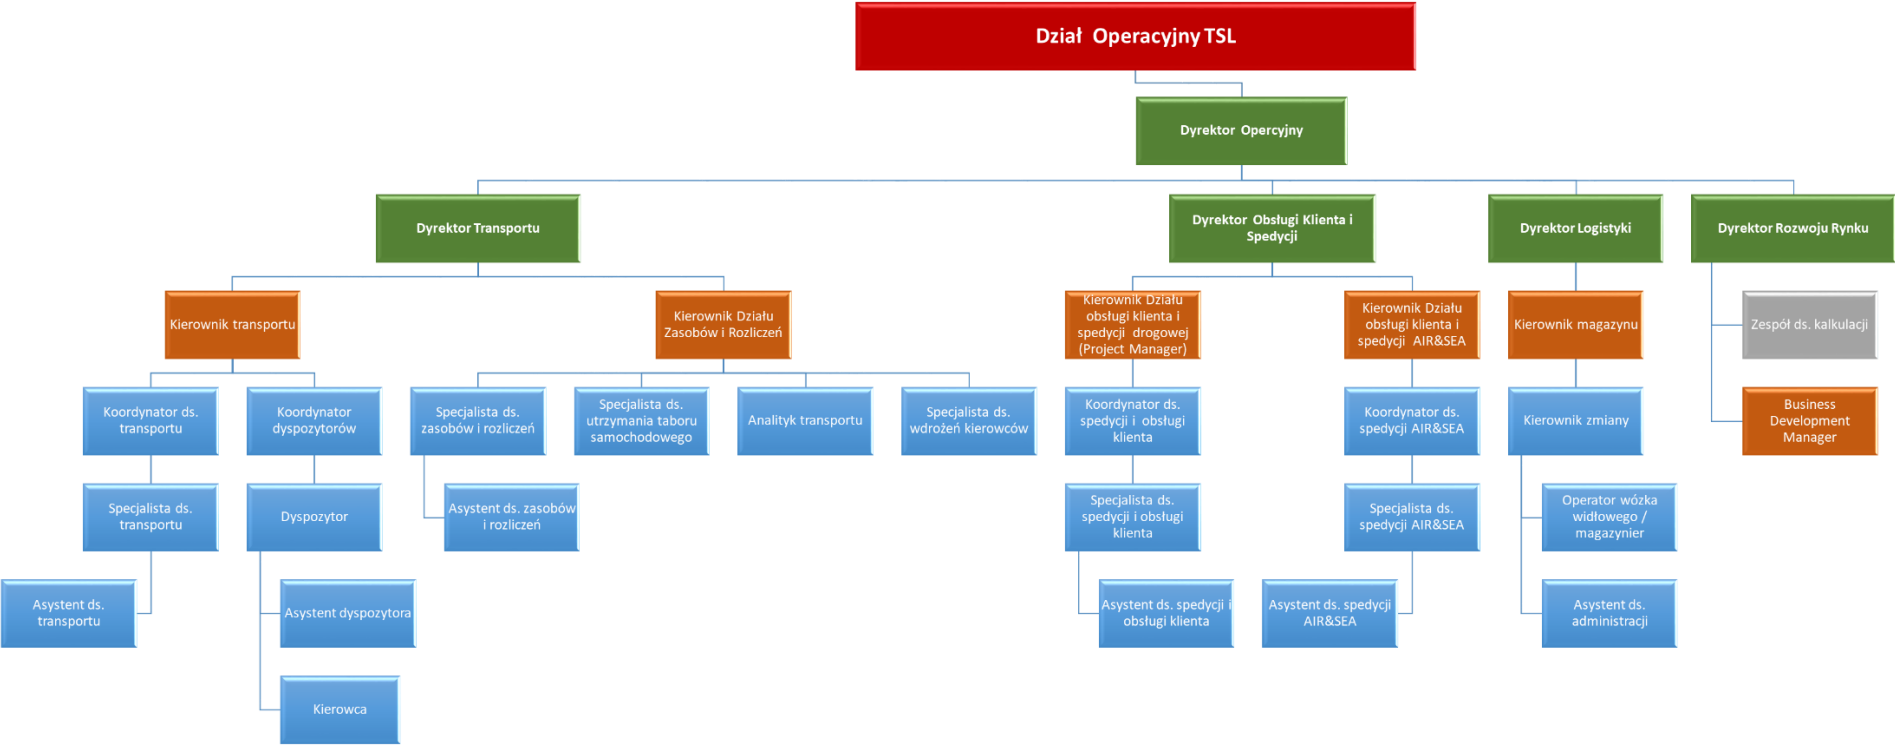 Dział Operacyjny TSL
Dyrektor Opercyjny
Dyrektor Transportu
Dyrektor Obsługi Klienta i
Spedycji
Dyrektor Logistyki
Dyrektor Rozwoju Rynku
Kierownik transportu
Kierownik Działu
Zasobów i Rozliczeń
Kierownik Działu
obsługi klienta i
spedycji drogowej
(Project Manager)
Kierownik Działu
obsługi klienta i
spedycji AIR&SEA
Kierownik magazynu
Zespół ds. kalkulacji
Koordynator ds.
transportu
Koordynator
dyspozytorów
Specjalista ds.
zasobów i rozliczeń
Specjalista ds.
utrzymania taboru
samochodowego
Analityk transportu
Specjalista ds.
wdrożeń kierowców
Koordynator ds.
spedycji i obsługi
klienta
Koordynator ds.
spedycji AIR&SEA
Kierownik zmiany
Business
Development
Manager
Specjalista ds.
transportu
Dyspozytor
Asystent ds. zasobów
i rozliczeń
Specjalista ds.
spedycji i obsługi
klienta
Specjalista ds.
spedycji AIR&SEA
Operator wózka
widłowego /
magazynier
Asystent ds.
transportu
Asystent dyspozytora
Asystent ds. spedycji i
obsługi klienta
Asystent ds. spedycji
AIR&SEA
Asystent ds.
administracji
Kierowca